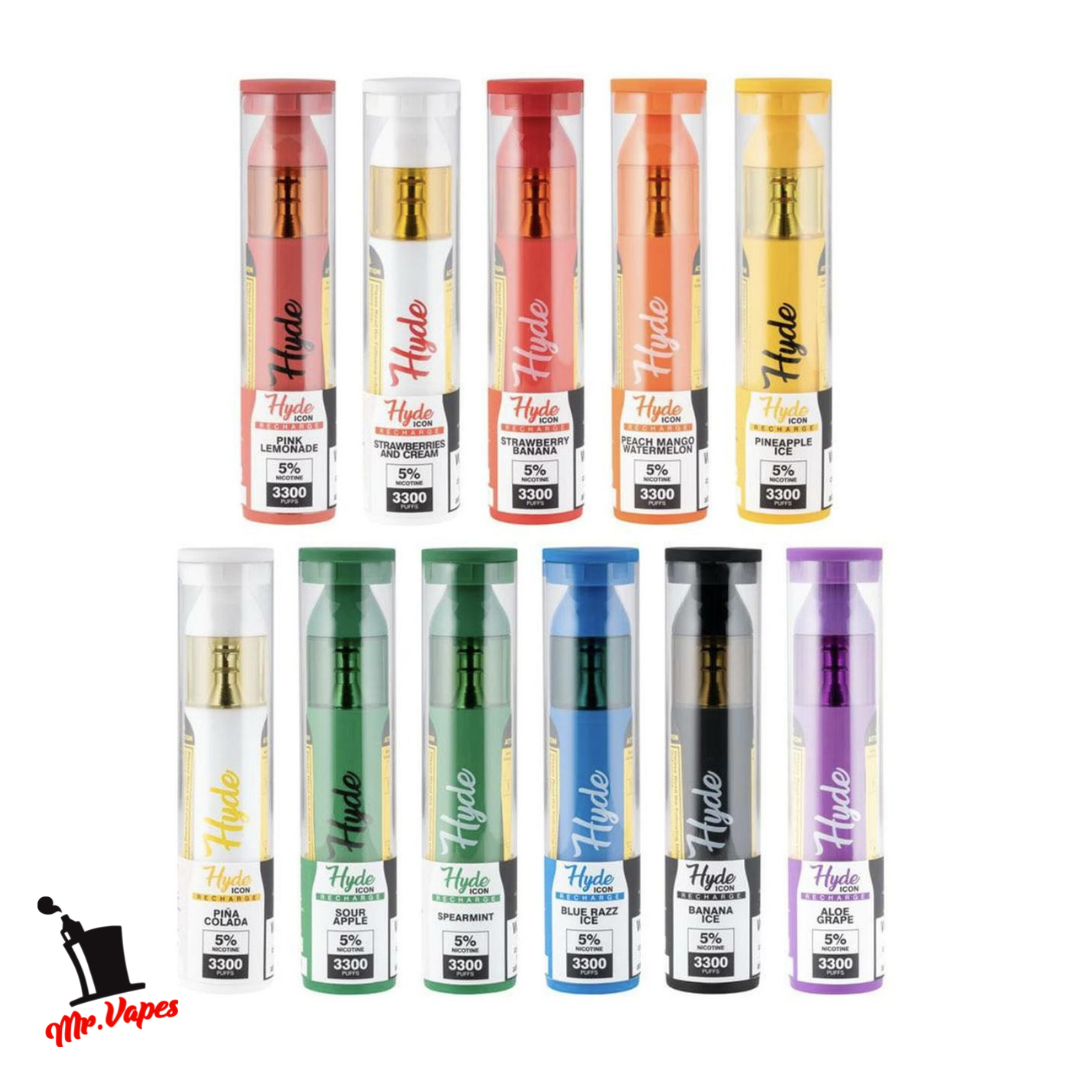 Hyde
Hyde
ICON
RECHARGE
PINK
LEMONADE
5%
NICOTINE
3300
PUFFS
Hyde
Hyde
ICON
RECHARGE
STRAWBERRIES
AND CREAM
5%
NICOTINE
3300
PUFFS
Hyde
Hyde
ICON
RECHARGE
STRAWBERRY
BANANA
5%
NICOTINE
3300
PUFFS
Hyde
Hyde
ICON
RECHARGE
PEACH MANGO
WATERMELON
5%
NICOTINE
3300
PUFFS
Hyde
Hyde
ICON
RECHARGE
PINEAPPLE
ICE
5%
NICOTINE
3300
PUFFS
Hyde
Hyde
ICON
RECHARGE
PIÑA
COLADA
5%
NICOTINE
3300
PUFFS
Hyde
Hyde
ICON
RECHARGE
SOUR
APPLE
5%
NICOTINE
3300
PUFFS
Hyde
Hyde
ICON
RECHARGE
SPEARMINT
5%
NICOTINE
3300
PUFFS
Hyde
Hyde
ICON
RECHARGE
BLUE RAZZ
ICE
5%
NICOTINE
3300
PUFFS
Hyde
Hyde
ICON
RECHARGE
BANANA
ICE
5%
NICOTINE
3300
PUFFS
Hyde
Hyde
ICON
RECHARGE
ALOE
GRAPE
5%
NICOTINE
3300
PUFFS
Mr.Vapes